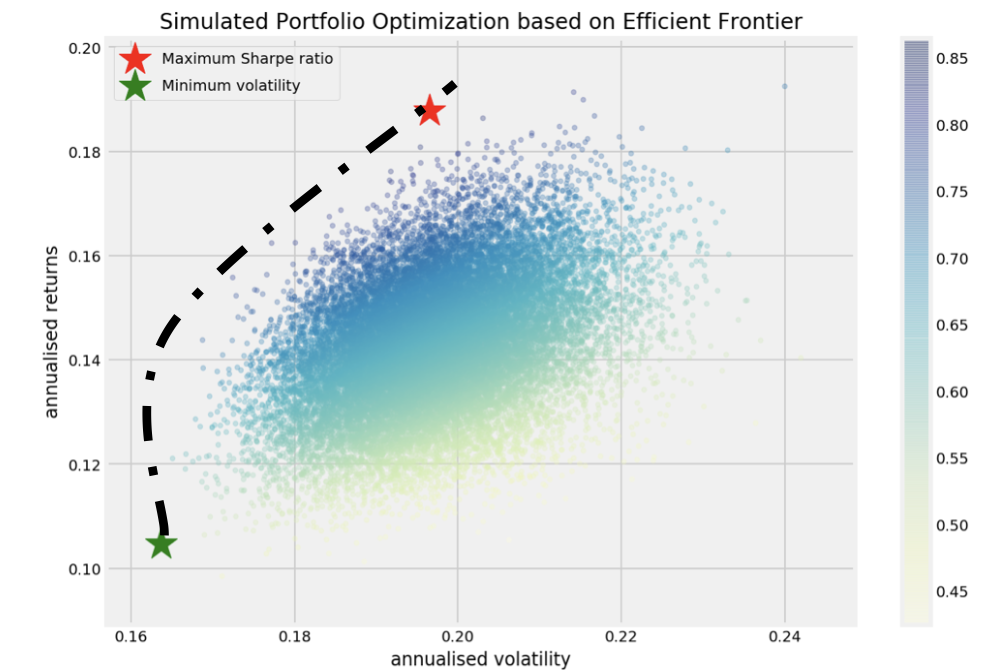 Simulated Portfolio Optimization based on Efficient Frontier
Maximum Sharpe ratio
Minimum volatility
0.20
0.18
0.16
0.14
0.12
0.10
annualised returns
0.16 0.18 0.20 0.22 0.24
annualised volatility
0.85
0.80
0.75
0.70
0.65
0.60
0.55
0.50
0.45